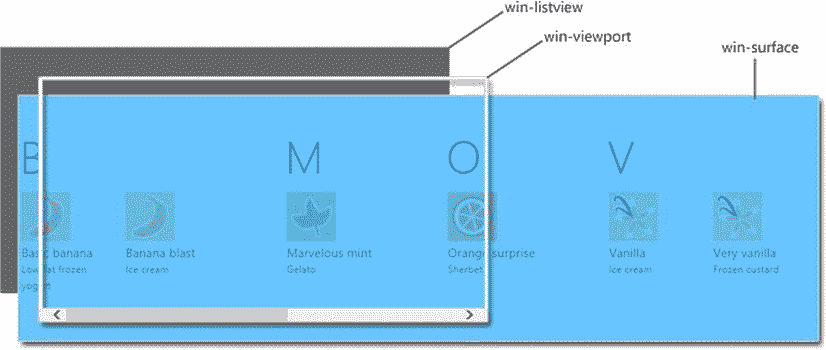 win-listview
win-viewport
win-surface
B M O V
Basic banana Banana blast Marvelous mint Orange surprise Vanilla Very vanilla
Low-fat frozen Ice cream Gelato Sherbet Ice cream Frozen custard
yogurt